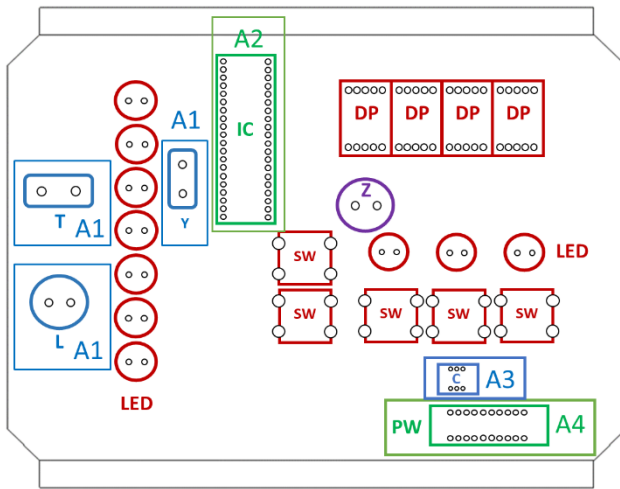 A2
A1
IC
DP DP DP DP
T
A1
Y
Z
SW
LED
SW SW SW SW
L
A1
C
A3
LED
PW
A4